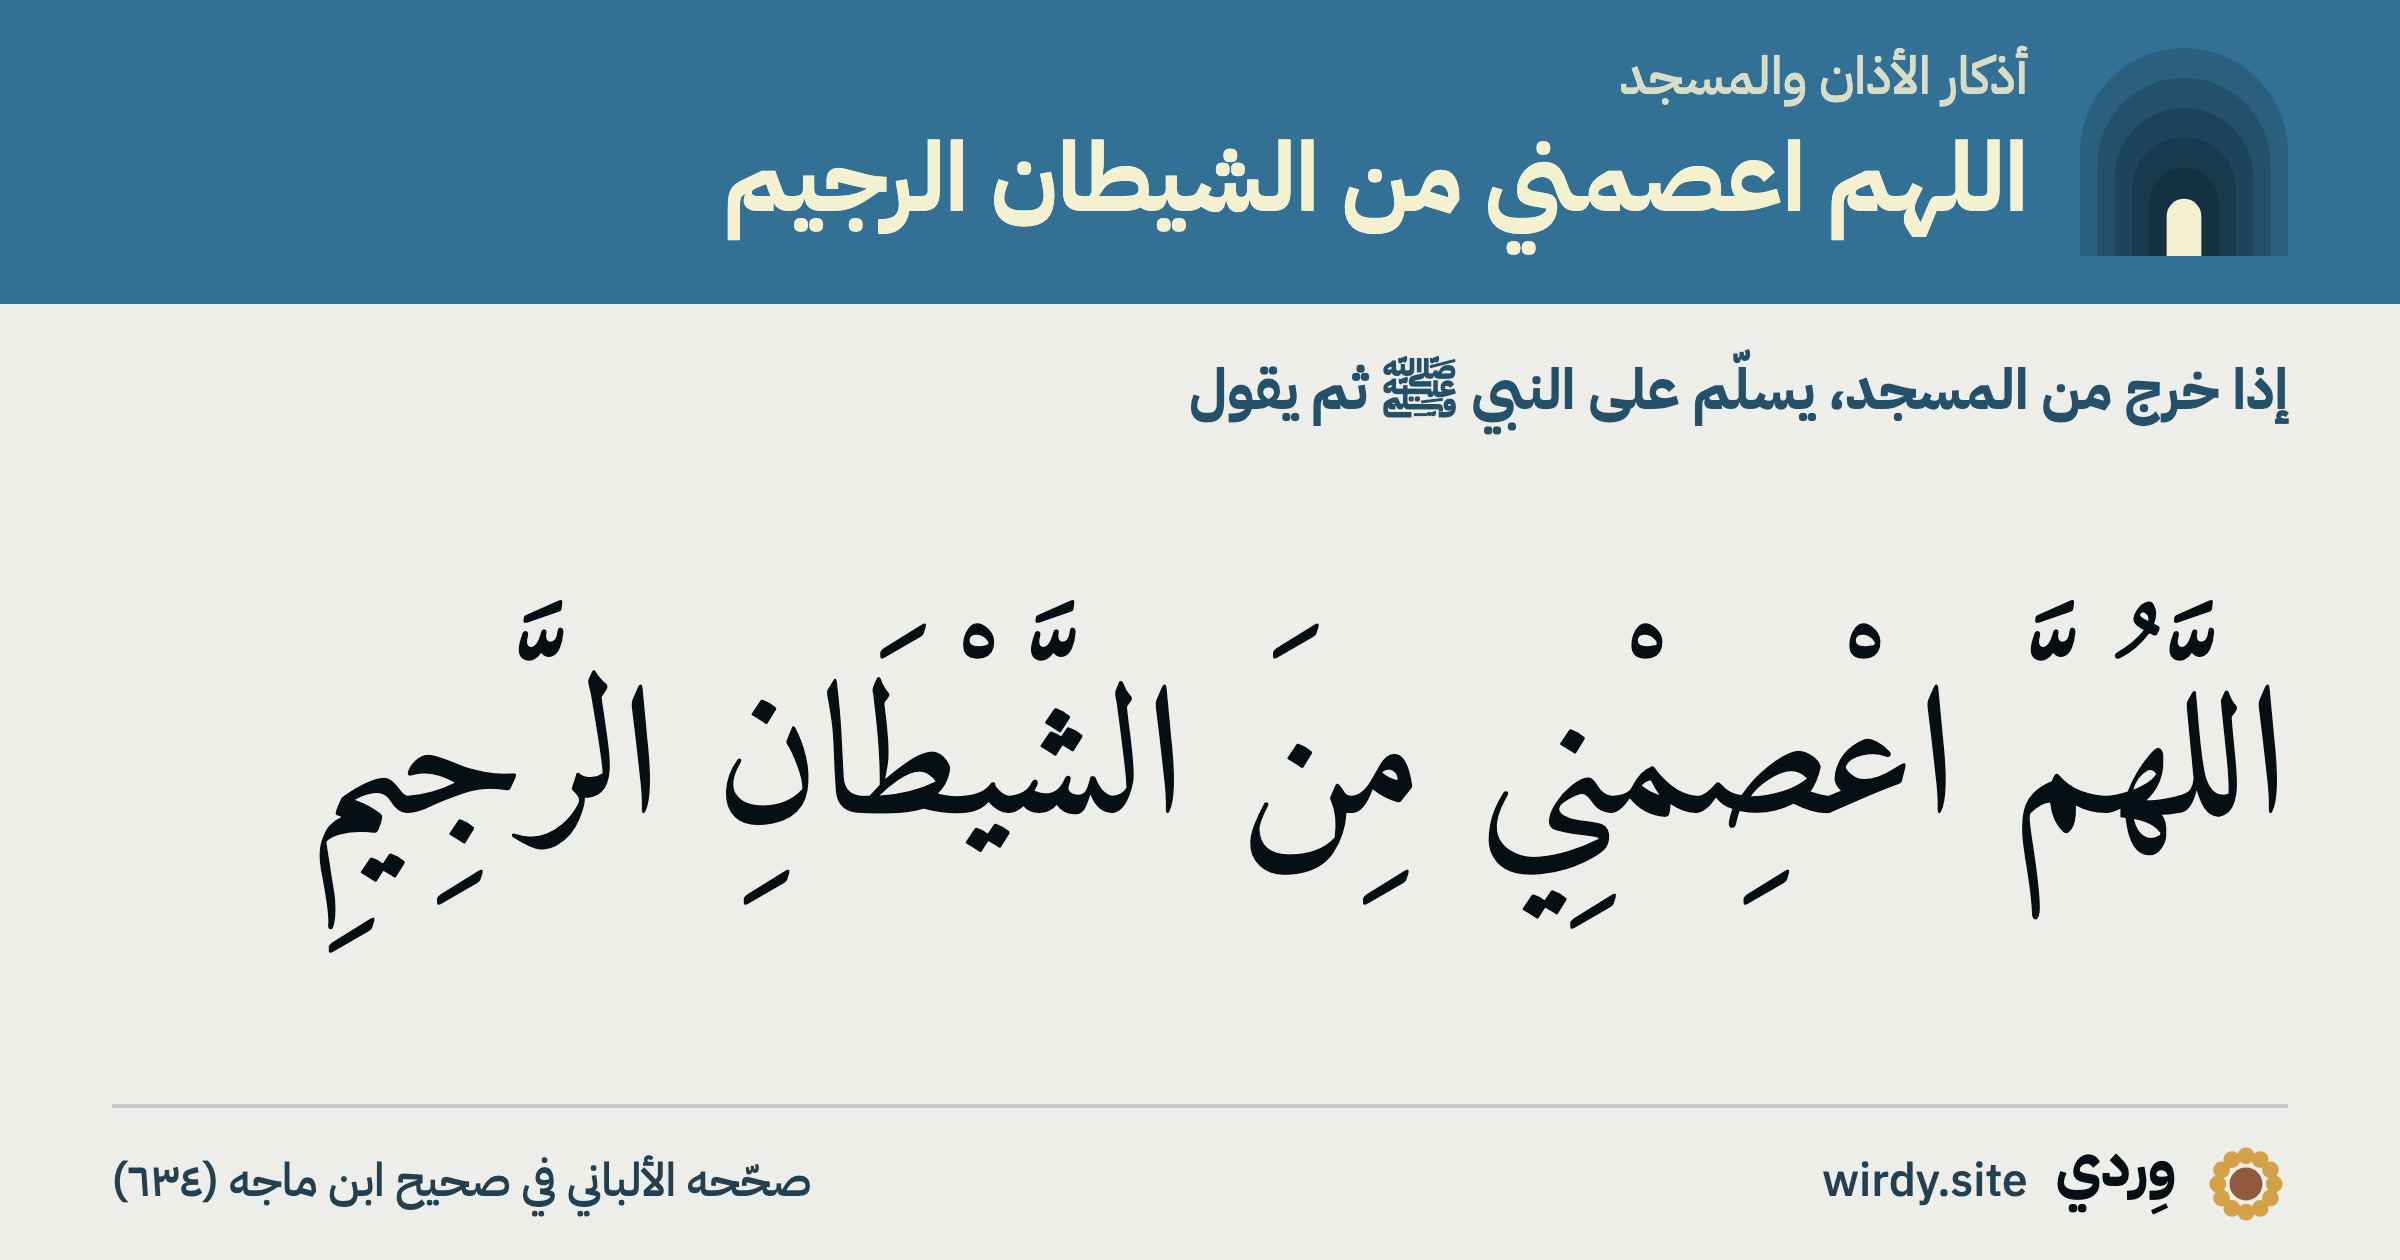 أذكار الأذان والمسجد
اللهم اعصمني من الشيطان الرجيم
إذا خرج من المسجد، يسلّم على النبي ﷺ ثم يقول
اللَّهُمَّ اعْصِمْنِي مِنَ الشَّيْطَانِ الرَّجِيمِ
وِردي wirdy.site
صحّحه الألباني في صحيح ابن ماجه (٦٣٤)